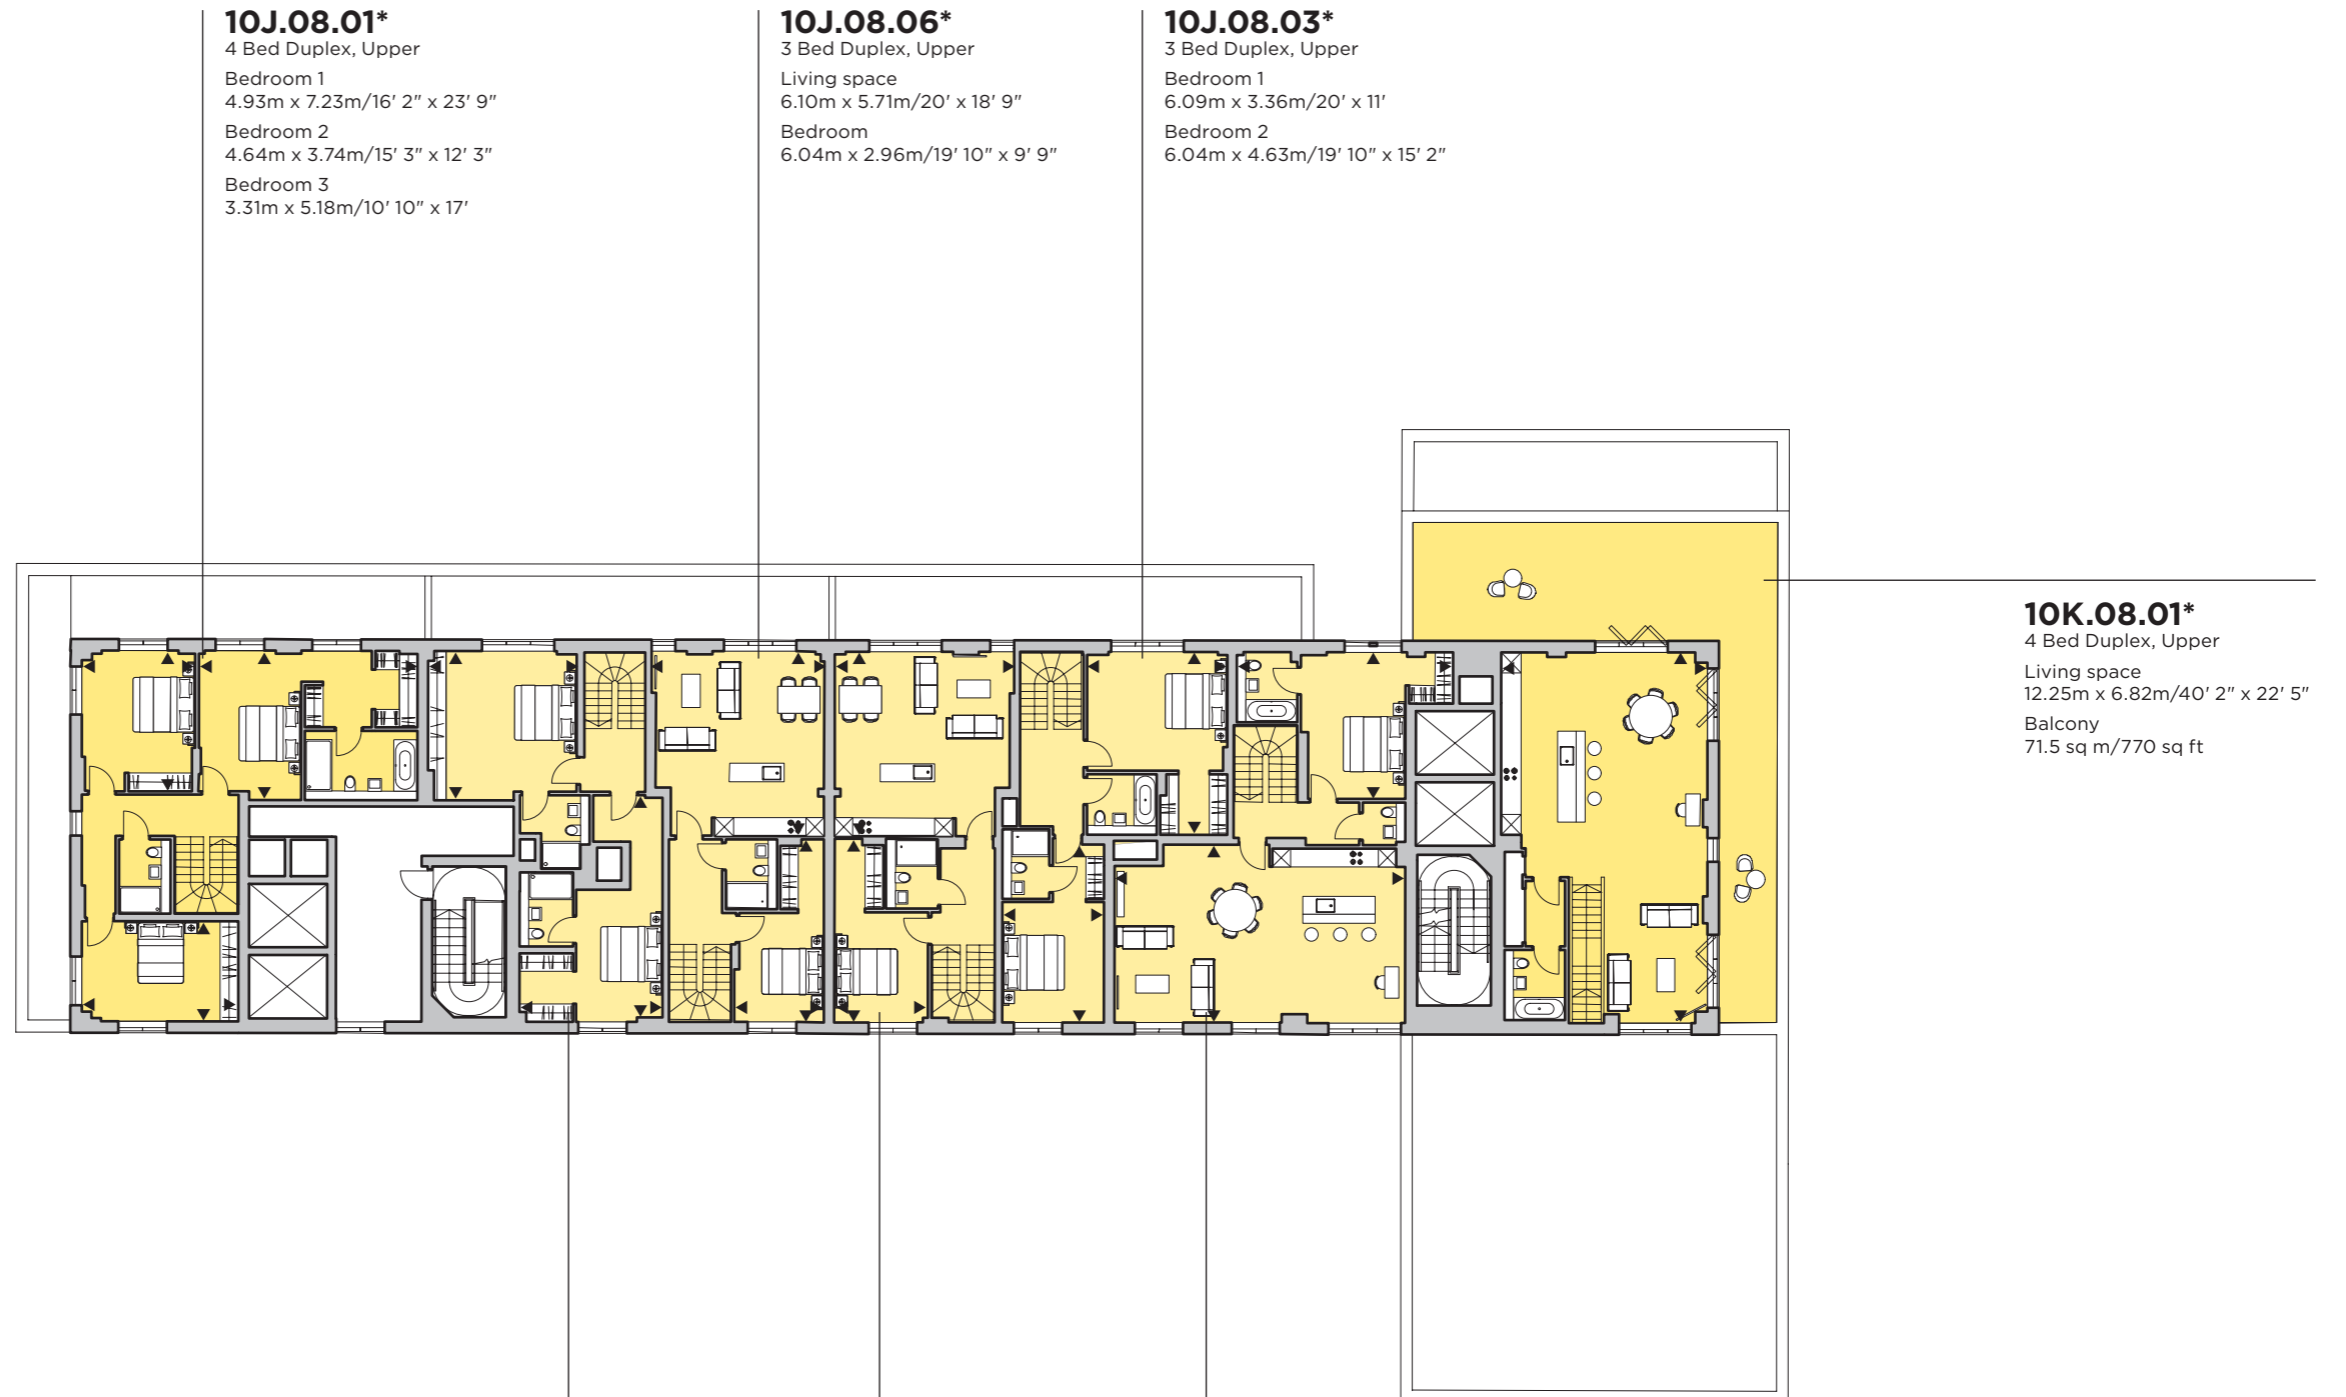 10J.08.01*
4 Bed Duplex, Upper
Bedroom 1
4.93m x 7.23m/16' 2" x 23' 9"
Bedroom 2
4.64m x 3.74m/15' 3" x 12' 3"
Bedroom 3
3.31m x 5.18m/10' 10" x 17'
10J.08.06*
3 Bed Duplex, Upper
Living space
6.10m x 5.71m/20' x 18' 9"
Bedroom
6.04m x 2.96m/19' 10" x 9' 9"
10J.08.03*
3 Bed Duplex, Upper
Bedroom 1
6.09m x 3.36m/20' x 11'
Bedroom 2
6.04m x 4.63m/19' 10" x 15' 2"
10K.08.01*
4 Bed Duplex, Upper
Living space
12.25m x 6.82m/40' 2" x 22' 5"
Balcony
71.5 sq m/770 sq ft